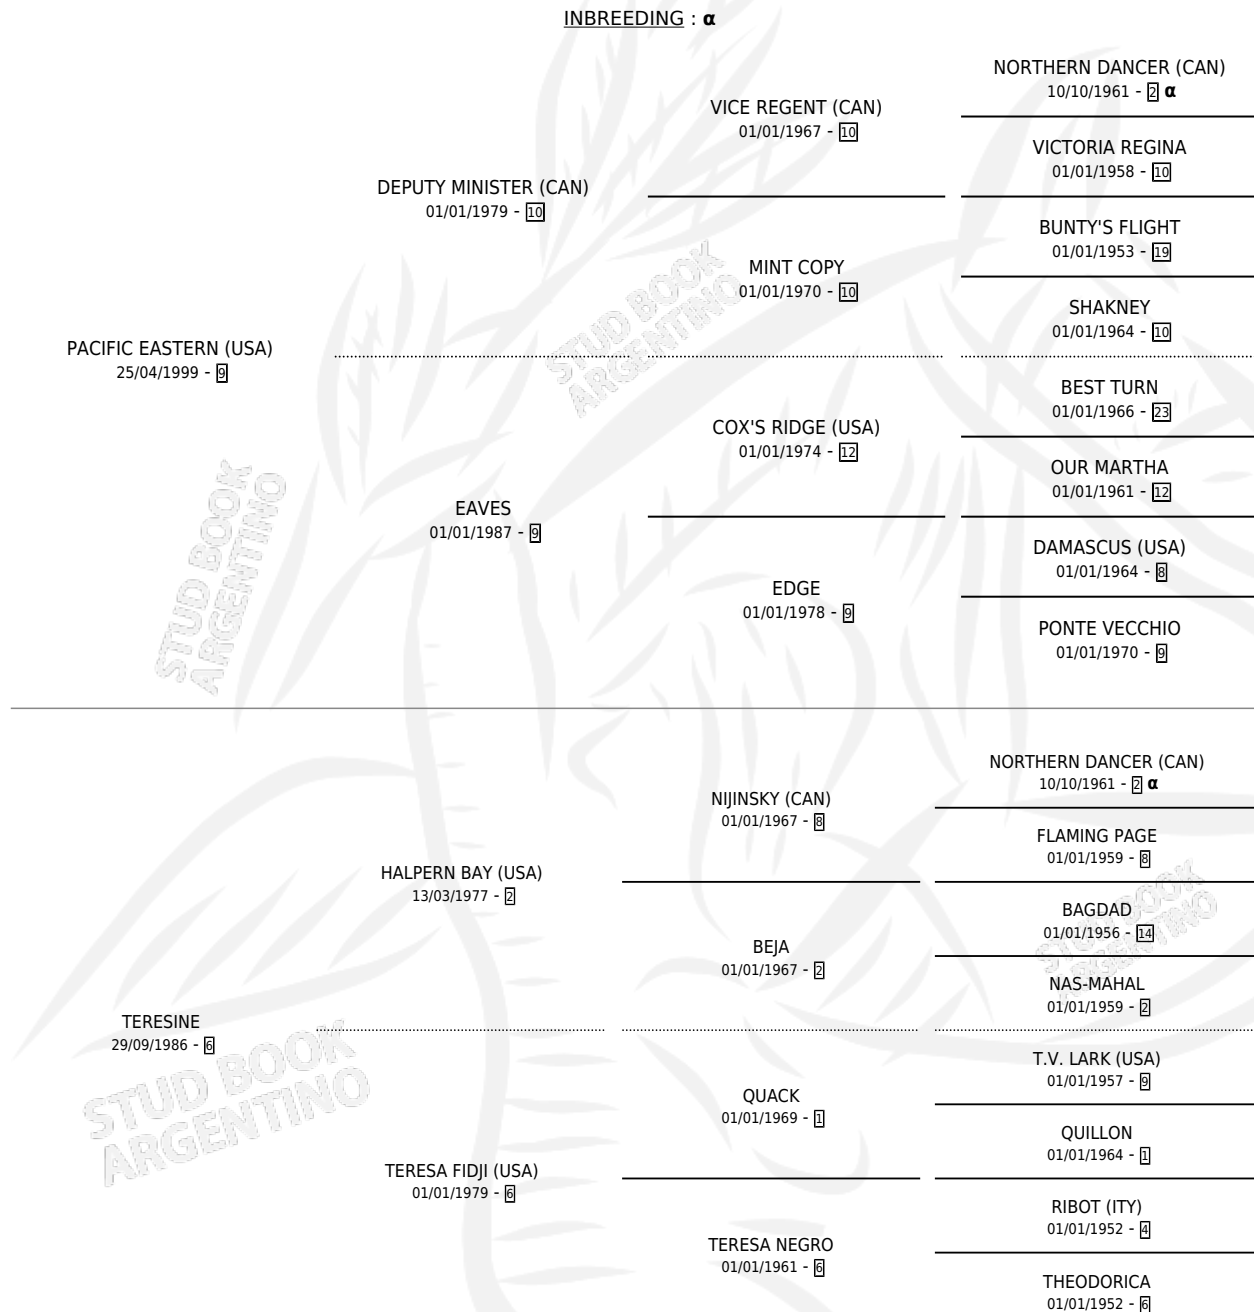 INBREEDING : α
NORTHERN DANCER (CAN)
10/10/1961 - 2 α
VICE REGENT (CAN)
01/01/1967 - 10
VICTORIA REGINA
01/01/1958 - 10
DEPUTY MINISTER (CAN)
01/01/1979 - 10
BUNTY'S FLIGHT
01/01/1953 - 19
MINT COPY
01/01/1970 - 10
SHAKNEY
01/01/1964 - 10
PACIFIC EASTERN (USA)
25/04/1999 - 9
BEST TURN
01/01/1966 - 23
COX'S RIDGE (USA)
01/01/1974 - 12
OUR MARTHA
01/01/1961 - 12
EAVES
01/01/1987 - 9
DAMASCUS (USA)
01/01/1964 - 8
EDGE
01/01/1978 - 9
PONTE VECCHIO
01/01/1970 - 9
NORTHERN DANCER (CAN)
10/10/1961 - 2 α
NIJINSKY (CAN)
01/01/1967 - 8
FLAMING PAGE
01/01/1959 - 8
HALPERN BAY (USA)
13/03/1977 - 2
BAGDAD
01/01/1956 - 14
BEJA
01/01/1967 - 2
NAS-MAHAL
01/01/1959 - 2
TERESINE
29/09/1986 - 6
T.V. LARK (USA)
01/01/1957 - 9
QUACK
01/01/1969 - 1
QUILLON
01/01/1964 - 1
TERESA FIDJI (USA)
01/01/1979 - 6
RIBOT (ITY)
01/01/1952 - 4
TERESA NEGRO
01/01/1961 - 6
THEODORICA
01/01/1952 - 6
STUD BOOK
ARGENTINO
STUD BOOK
ARGENTINO
STUD BOOK
ARGENTINO
STUD BOOK
ARGENTINO